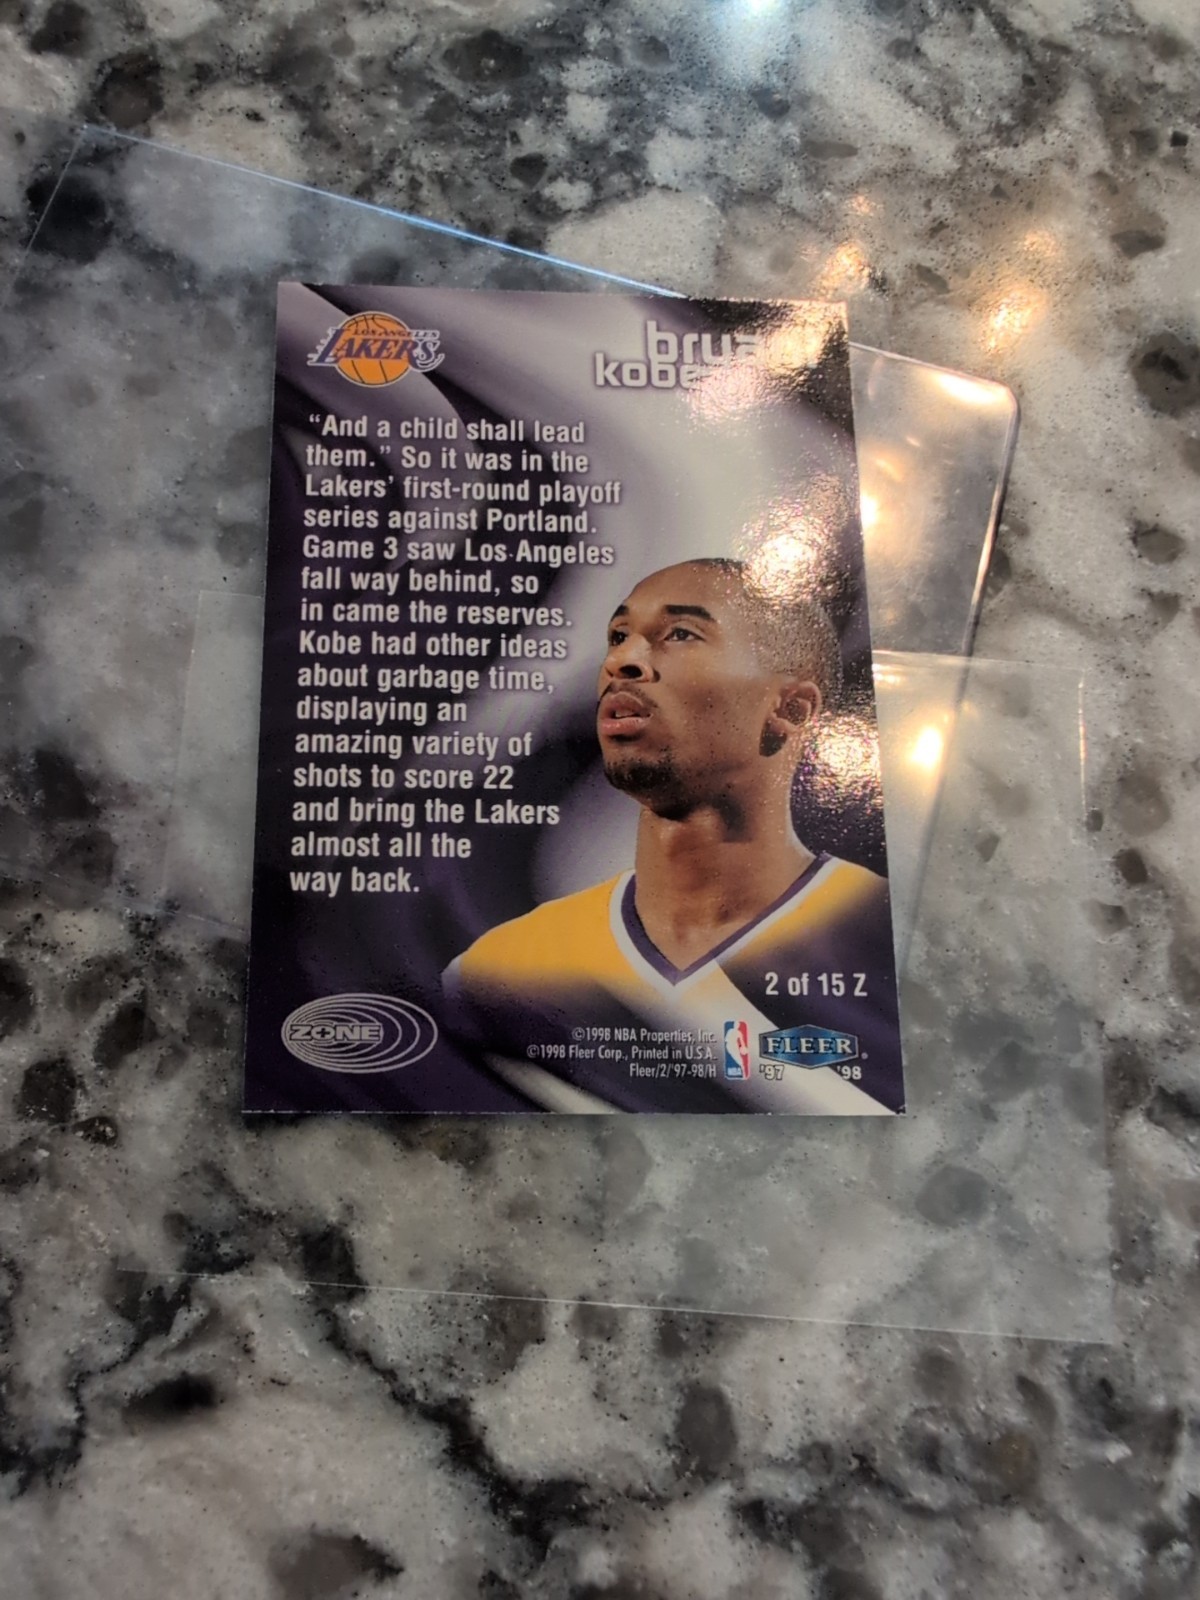 LOS ANGELES
LAKERS
kobe
"And a child shall lead
them." So it was in the
Lakers' first-round playoff
series against Portland.
Game 3 saw Los Angeles
fall way behind, so
in came the reserves.
Kobe had other ideas
about garbage time,
displaying an
amazing variety of
shots to score 22
and bring the Lakers
almost all the
way back.
2 of 15 Z
ZONE
©1998 NBA Properties, Inc.
©1998 Fleer Corp., Printed in U.S.A.
Fleer/2/'97-98/H
NBA
FLEER®
'97 '98